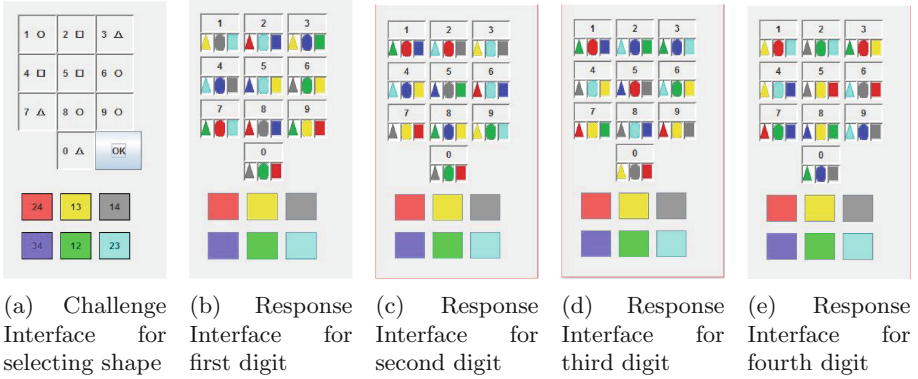 1 ○ 2 □ 3 △
4 □ 5 □ 6 ○
7 △ 8 ○ 9 ○
0 △ OK
24 13 14
34 12 23
(a) Challenge
Interface for
selecting shape
1 2 3
4 5 6
7 8 9
0
(b) Response
Interface for
first digit
1 2 3
4 5 6
7 8 9
0
(c) Response
Interface for
second digit
1 2 3
4 5 6
7 8 9
0
(d) Response
Interface for
third digit
1 2 3
4 5 6
7 8 9
0
(e) Response
Interface for
fourth digit